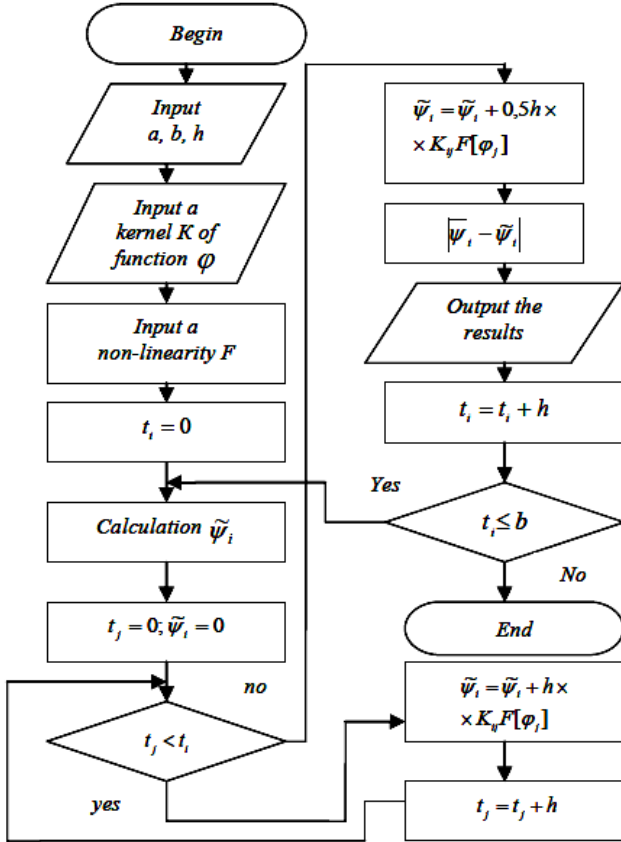 Begin
Input
a, b, h
Input a
kernel K of
function φ
Input a
non-linearity F
t_i = 0
Calculation ψ̃_i
t_j = 0; ψ̃_i = 0
no
t_j < t_i
yes
ψ̃_i = ψ̃_i + 0,5h ×
× K_ij F[φ_j]
|ψ̅_i − ψ̃_i|
Output the
results
t_i = t_i + h
Yes
t_i ≤ b
No
End
ψ̃_i = ψ̃_i + h ×
× K_ij F[φ_j]
t_j = t_j + h